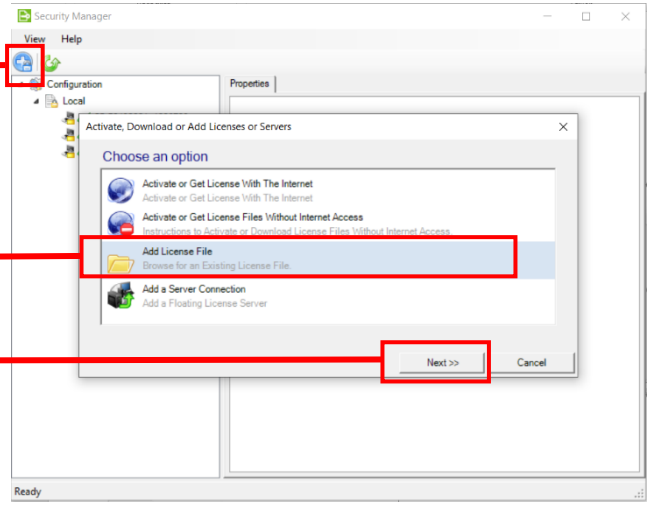 Security Manager
View Help
Configuration
Local
Properties
Activate, Download or Add Licenses or Servers
Choose an option
Activate or Get License With The Internet
Activate or Get License With The Internet
Activate or Get License Files Without Internet Access
Instructions to Activate or Download License Files Without Internet Access.
Add License File
Browse for an Existing License File.
Add a Server Connection
Add a Floating License Server
Next >> Cancel
Ready